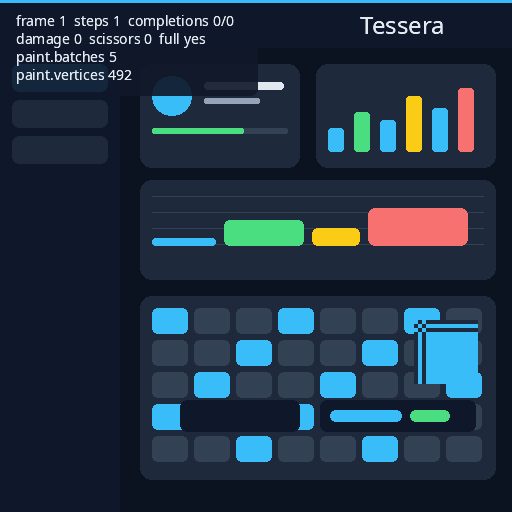 frame 1 steps 1 completions 0/0
Tessera
damage 0 scissors 0 full yes
paint.batches 5
paint.vertices 492